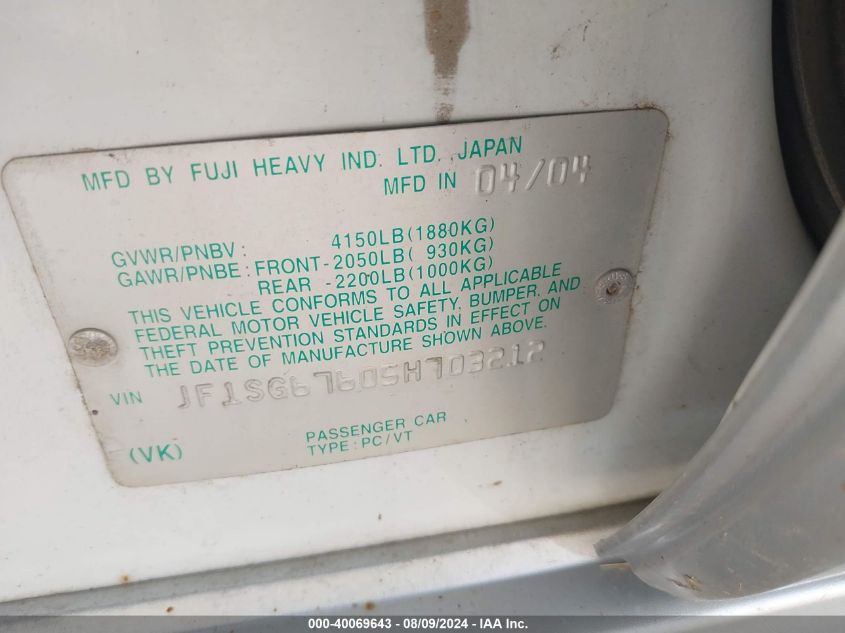 MFD BY FUJI HEAVY IND. LTD. JAPAN
MFD IN 04/04
GVWR/PNBV: 4150LB(1880KG)
GAWR/PNBE: FRONT-2050LB( 930KG)
REAR -2200LB(1000KG)
THIS VEHICLE CONFORMS TO ALL APPLICABLE
FEDERAL MOTOR VEHICLE SAFETY, BUMPER, AND
THEFT PREVENTION STANDARDS IN EFFECT ON
THE DATE OF MANUFACTURE SHOWN ABOVE.
VIN JF1SG67605H703212
PASSENGER CAR
(VK) TYPE:PC/VT
000-40069643 - 08/09/2024 - IAA Inc.